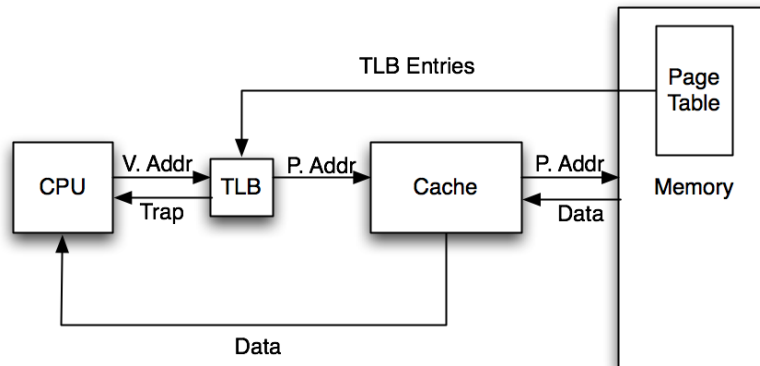 TLB Entries
Page
Table
V. Addr
P. Addr
P. Addr
CPU
TLB
Cache
Memory
Trap
Data
Data